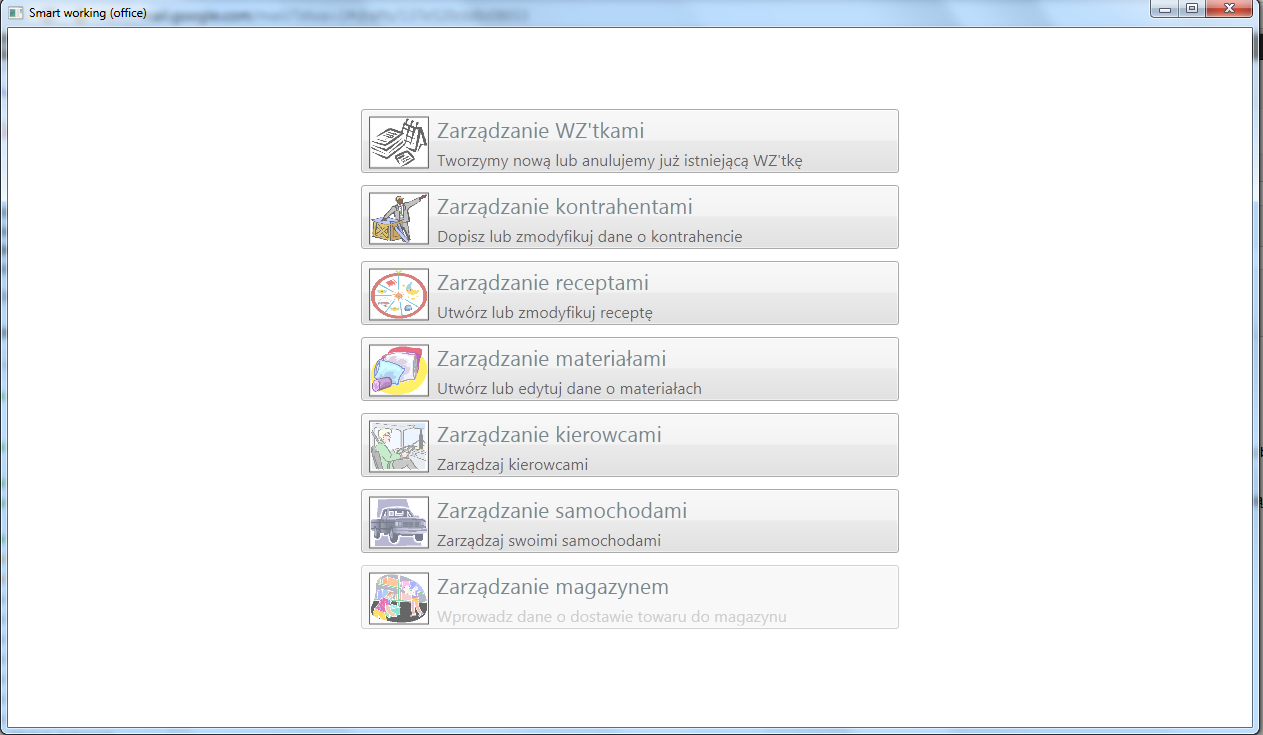 Smart working (office)
Zarządzanie WZ'tkami
Tworzymy nową lub anulujemy już istniejącą WZ'tkę
Zarządzanie kontrahentami
Dopisz lub zmodyfikuj dane o kontrahencie
Zarządzanie receptami
Utwórz lub zmodyfikuj receptę
Zarządzanie materiałami
Utwórz lub edytuj dane o materiałach
Zarządzanie kierowcami
Zarządzaj kierowcami
Zarządzanie samochodami
Zarządzaj swoimi samochodami
Zarządzanie magazynem
Wprowadz dane o dostawie towaru do magazynu